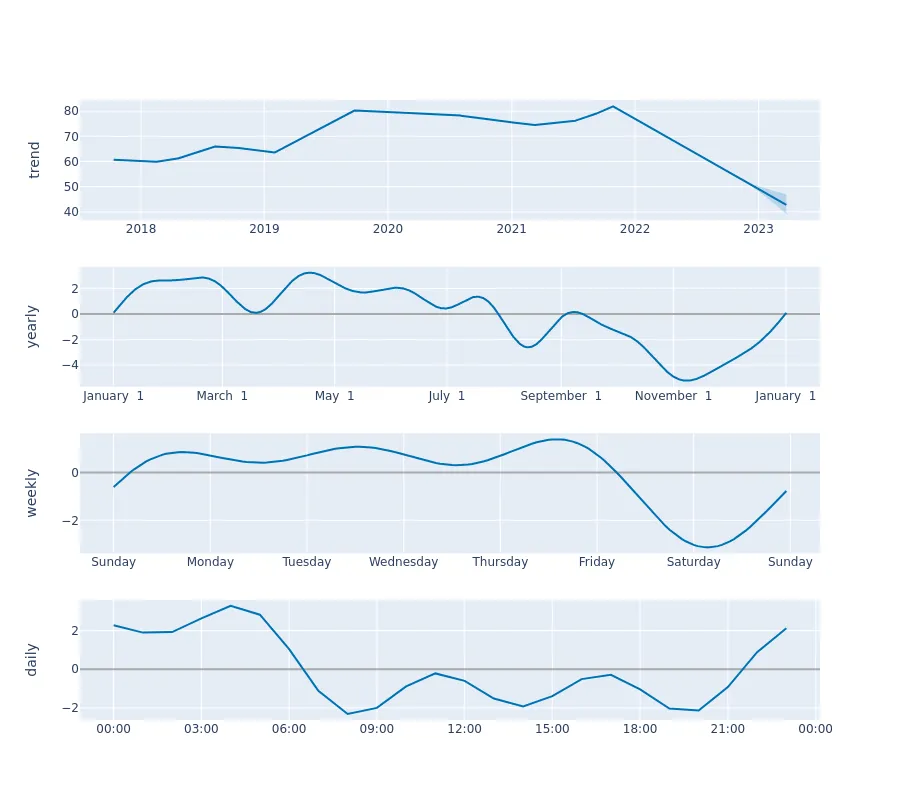 trend
80
70
60
50
40
2018 2019 2020 2021 2022 2023
yearly
2
0
−2
−4
January 1 March 1 May 1 July 1 September 1 November 1 January 1
weekly
0
−2
Sunday Monday Tuesday Wednesday Thursday Friday Saturday Sunday
daily
2
0
−2
00:00 03:00 06:00 09:00 12:00 15:00 18:00 21:00 00:00